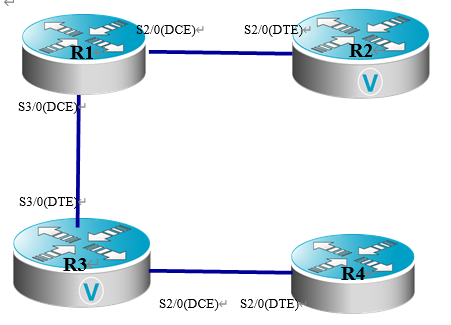 S2/0(DCE)↵ S2/0(DTE)↵
R1 R2
V
S3/0(DCE)↵
S3/0(DTE)↵
R3 R4
V
S2/0(DCE)↵ S2/0(DTE)↵